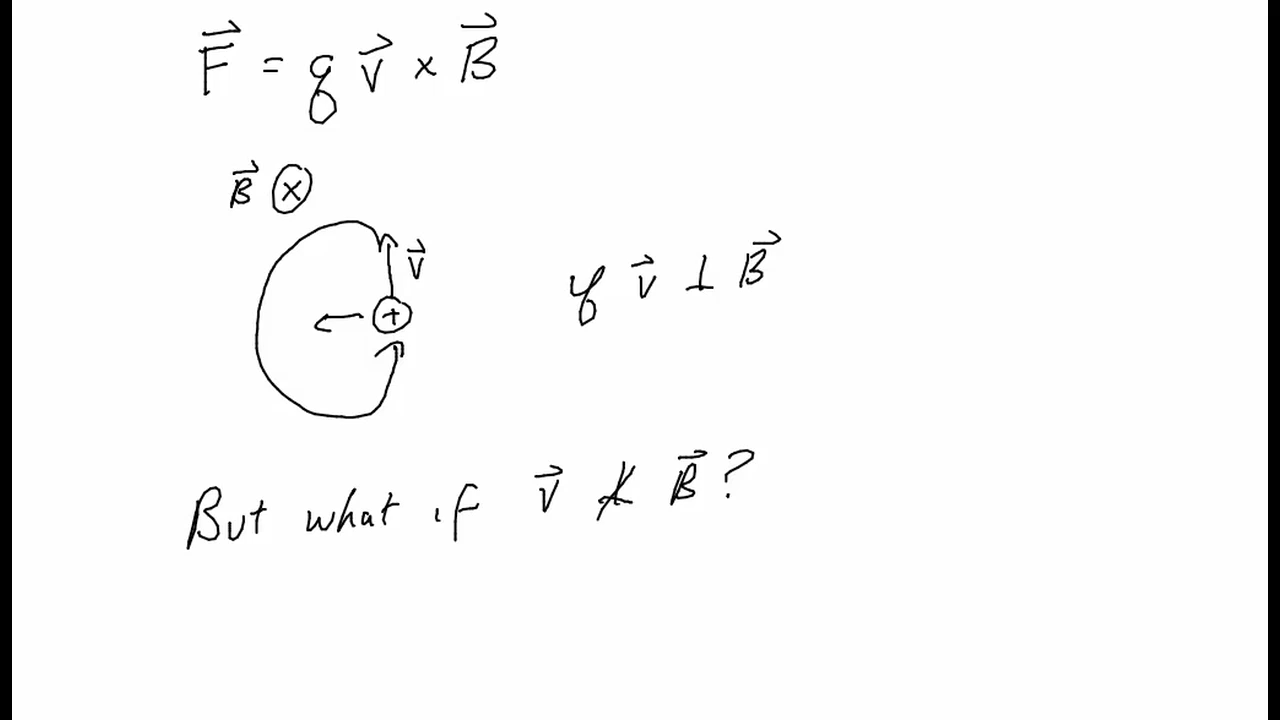 F⃗ = q v⃗ × B⃗
B⃗ ⊗
v⃗
+
if v⃗ ⊥ B⃗
But what if v⃗ ⊥̸ B⃗ ?